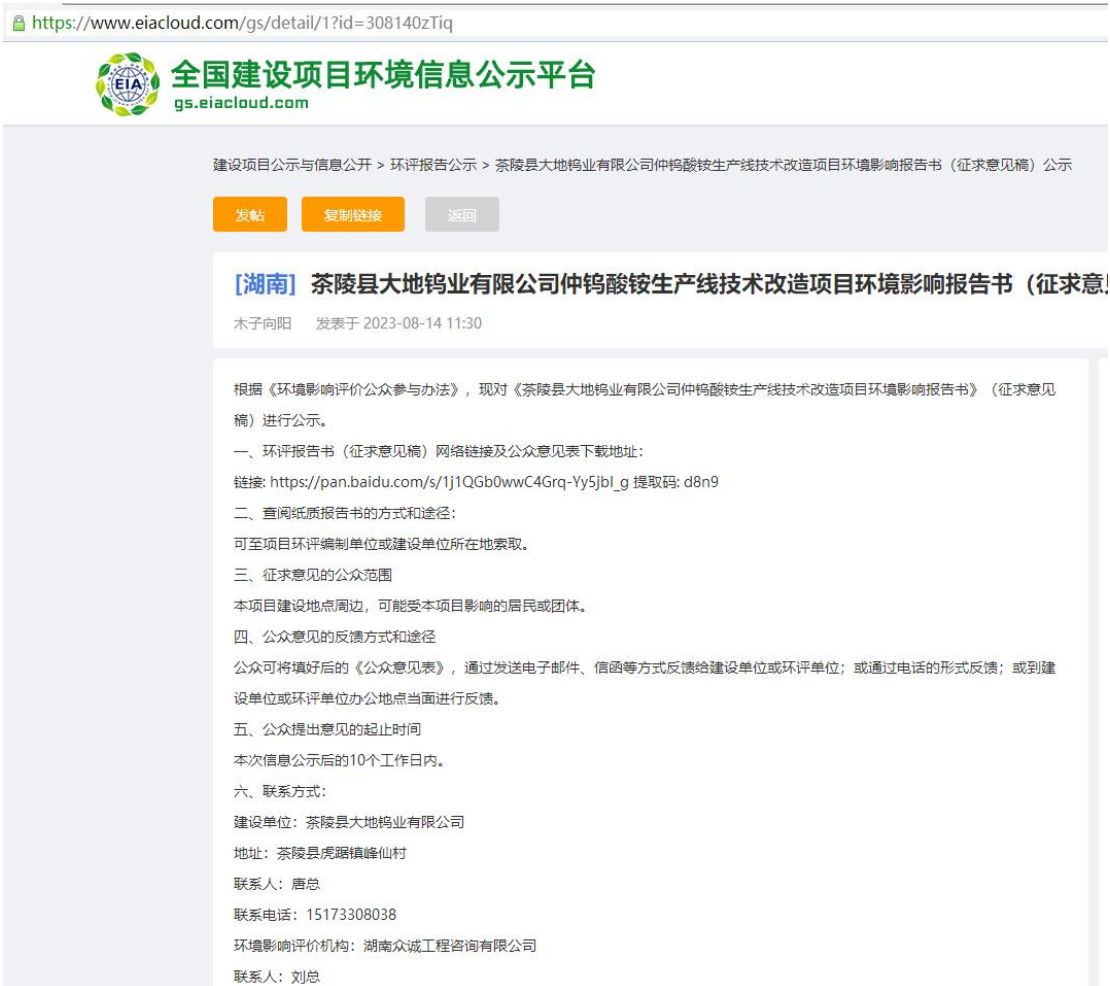 https://www.eiacloud.com/gs/detail/1?id=308140zTiq
EIA
全国建设项目环境信息公示平台
gs.eiacloud.com
建设项目公示与信息公开 > 环评报告公示 > 茶陵县大地钨业有限公司仲钨酸铵生产线技术改造项目环境影响报告书（征求意见稿）公示
发帖 复制链接 返回
[湖南] 茶陵县大地钨业有限公司仲钨酸铵生产线技术改造项目环境影响报告书（征求意
木子向阳 发表于 2023-08-14 11:30
根据《环境影响评价公众参与办法》，现对《茶陵县大地钨业有限公司仲钨酸铵生产线技术改造项目环境影响报告书》（征求意见
稿）进行公示。
一、环评报告书（征求意见稿）网络链接及公众意见表下载地址：
链接: https://pan.baidu.com/s/1j1QGb0wwC4Grq-Yy5jbl_g 提取码: d8n9
二、查阅纸质报告书的方式和途径：
可至项目环评编制单位或建设单位所在地索取。
三、征求意见的公众范围
本项目建设地点周边，可能受本项目影响的居民或团体。
四、公众意见的反馈方式和途径
公众可将填好后的《公众意见表》，通过发送电子邮件、信函等方式反馈给建设单位或环评单位；或通过电话的形式反馈；或到建
设单位或环评单位办公地点当面进行反馈。
五、公众提出意见的起止时间
本次信息公示后的10个工作日内。
六、联系方式：
建设单位：茶陵县大地钨业有限公司
地址：茶陵县虎踞镇峰仙村
联系人：唐总
联系电话：15173308038
环境影响评价机构：湖南众诚工程咨询有限公司
联系人：刘总